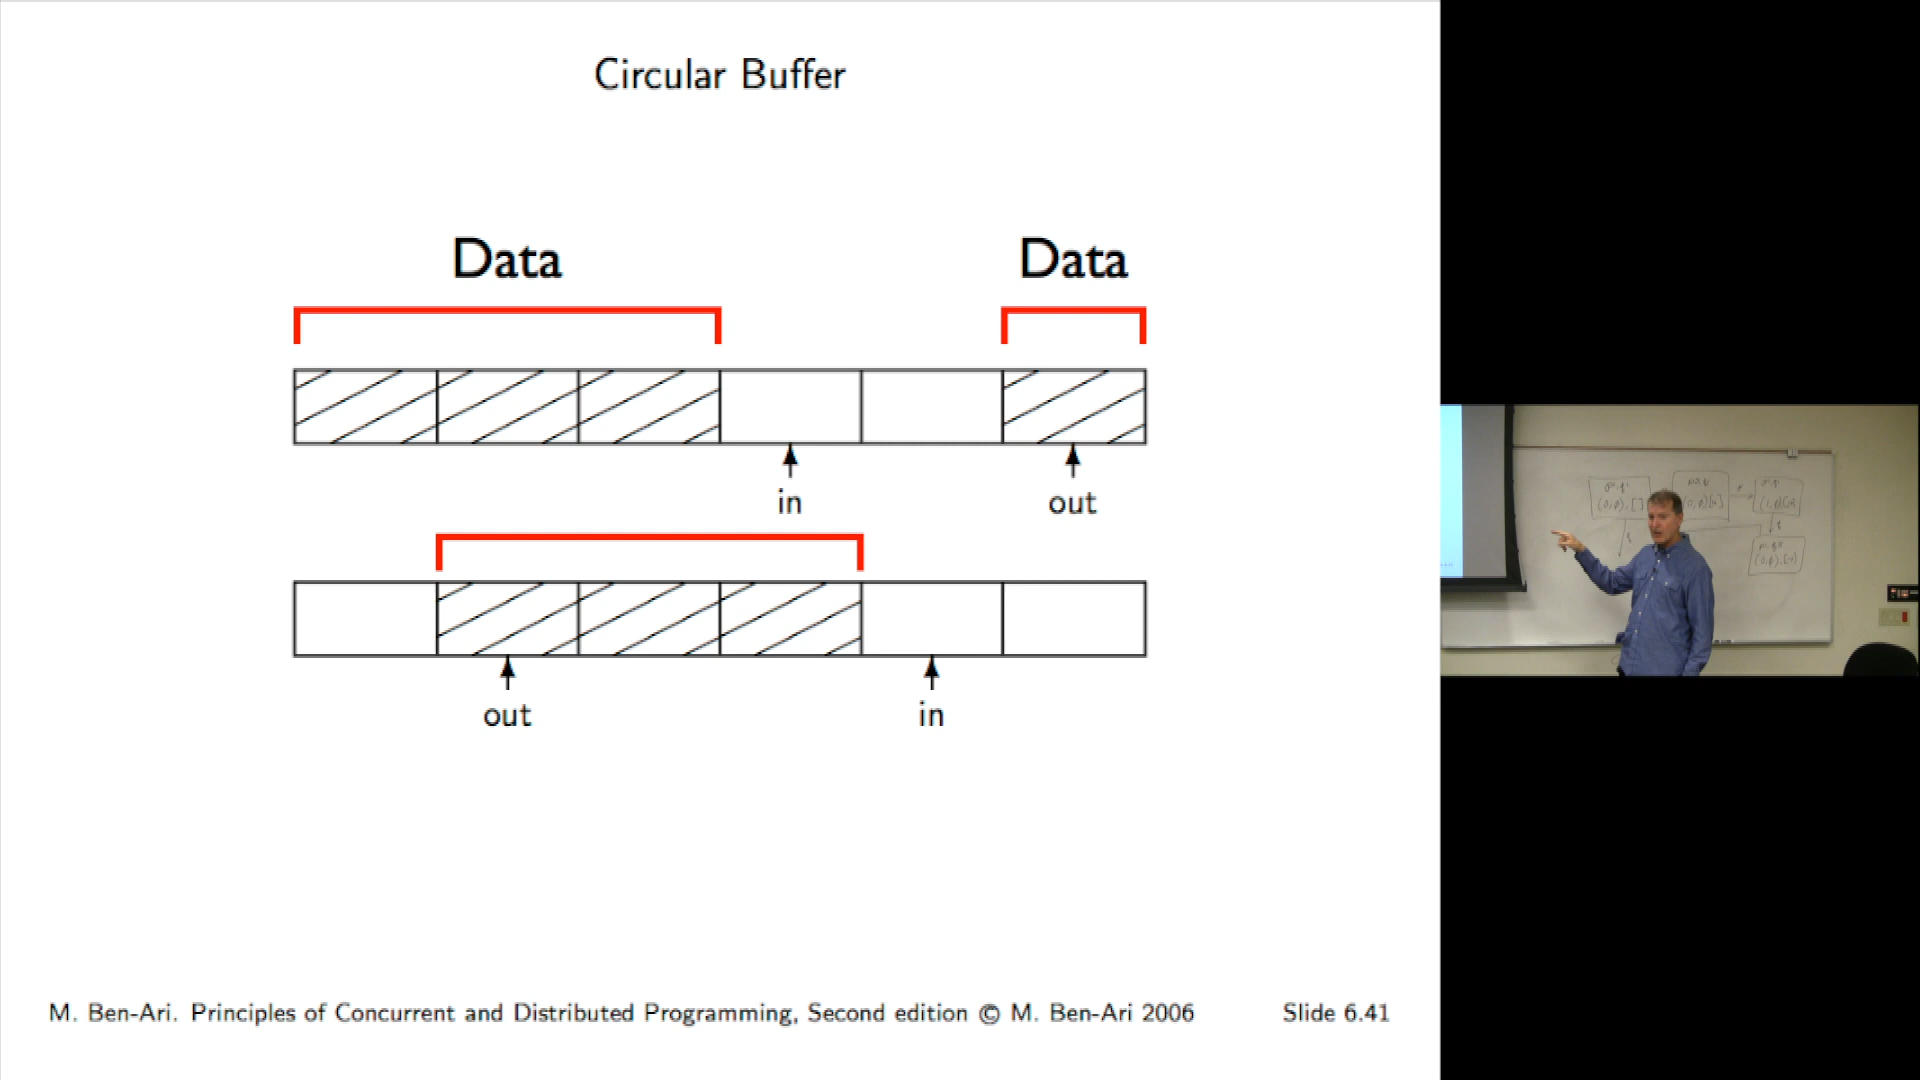 Circular Buffer
Data Data
in out
out in
M. Ben-Ari. Principles of Concurrent and Distributed Programming, Second edition © M. Ben-Ari 2006 Slide 6.41